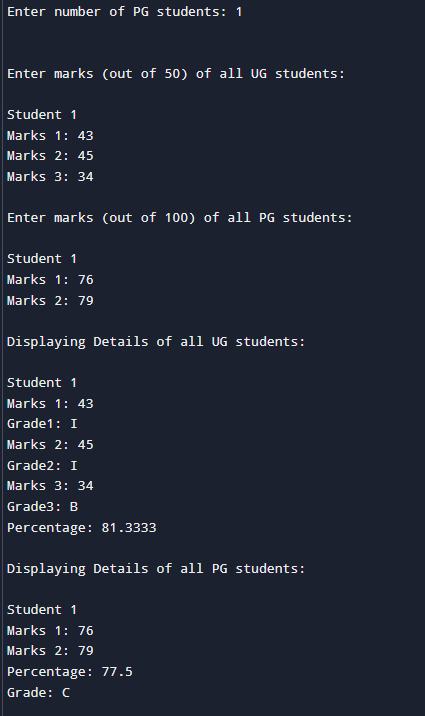 Enter number of PG students: 1
Enter marks (out of 50) of all UG students:
Student 1
Marks 1: 43
Marks 2: 45
Marks 3: 34
Enter marks (out of 100) of all PG students:
Student 1
Marks 1: 76
Marks 2: 79
Displaying Details of all UG students:
Student 1
Marks 1: 43
Grade1: I
Marks 2: 45
Grade2: I
Marks 3: 34
Grade3: B
Percentage: 81.3333
Displaying Details of all PG students:
Student 1
Marks 1: 76
Marks 2: 79
Percentage: 77.5
Grade: C